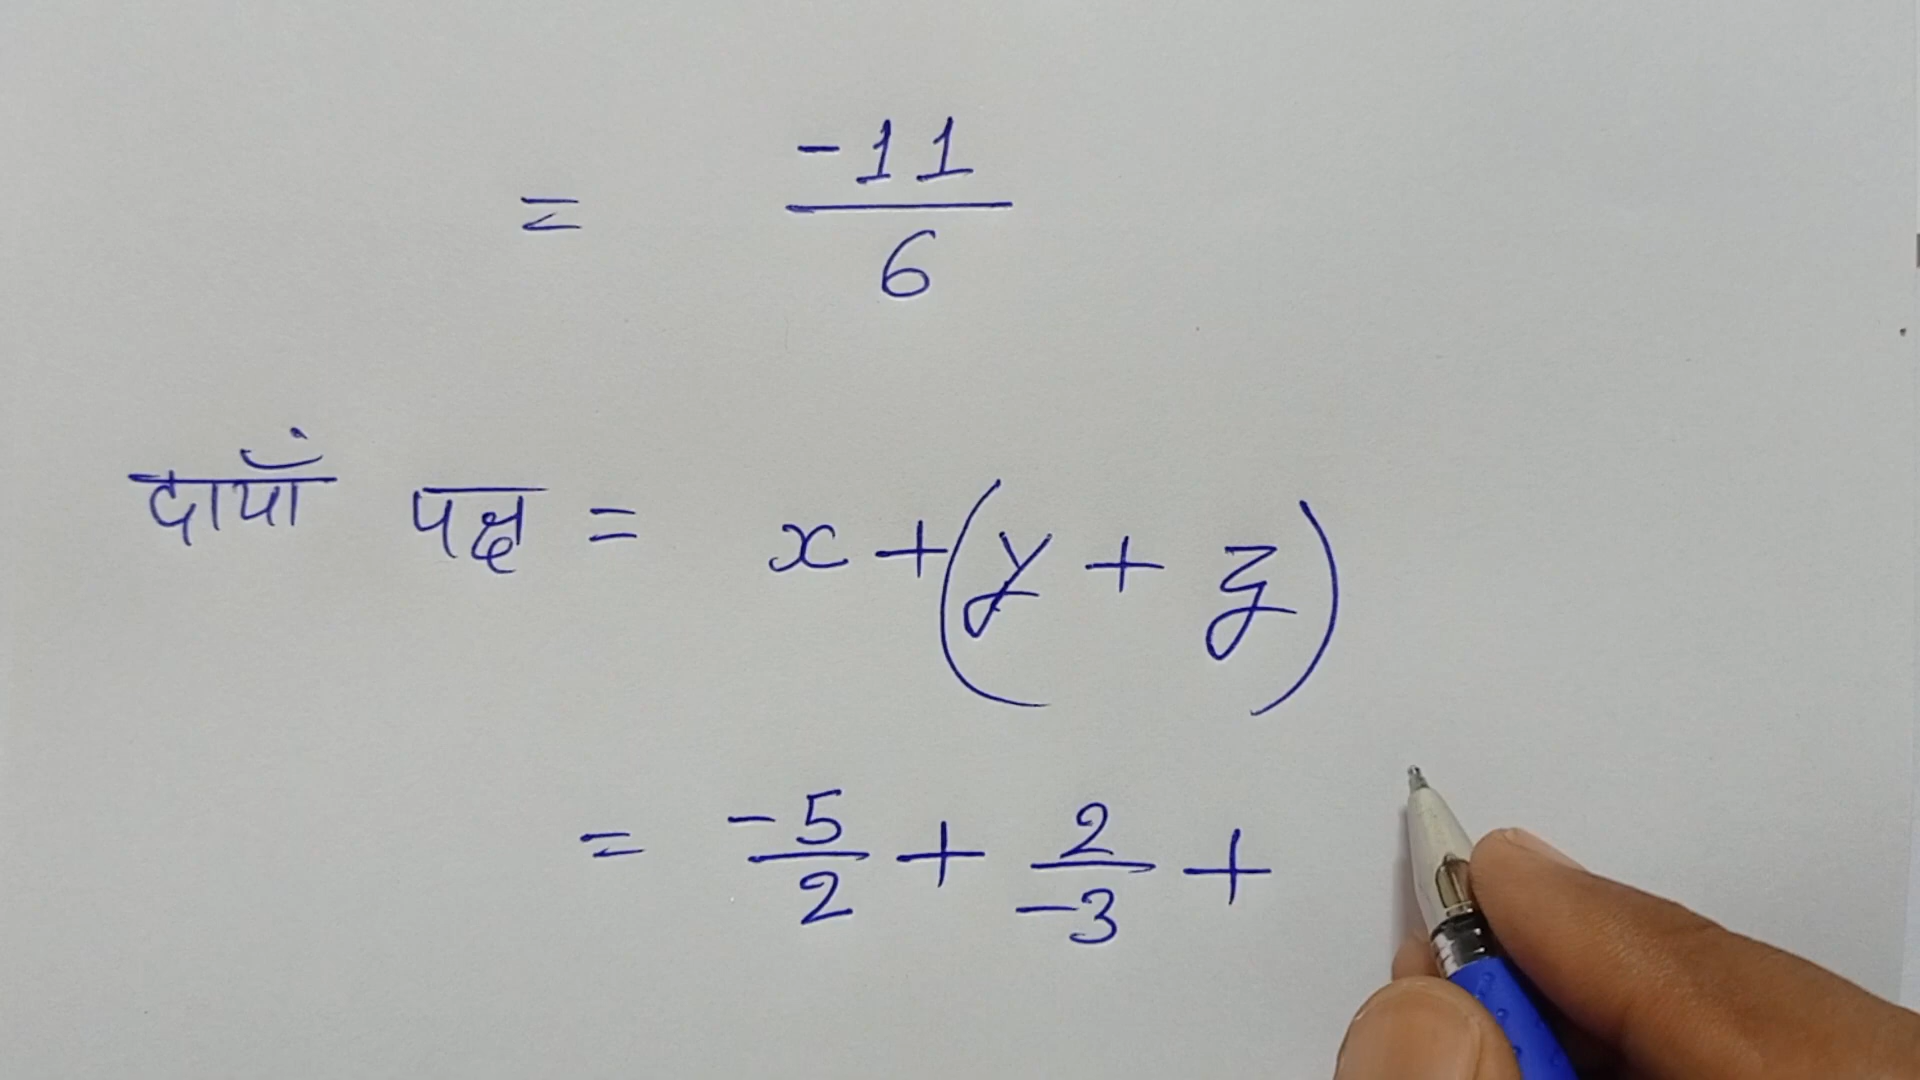 = -11/6
दायाँ पक्ष = x + (y + z)
= -5/2 + 2/-3 +